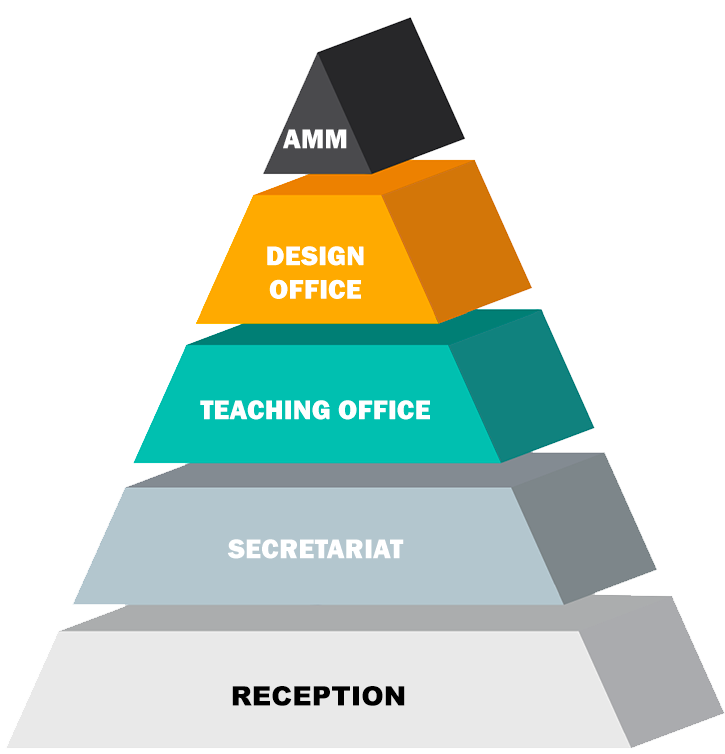 AMM
DESIGN
OFFICE
TEACHING OFFICE
SECRETARIAT
RECEPTION